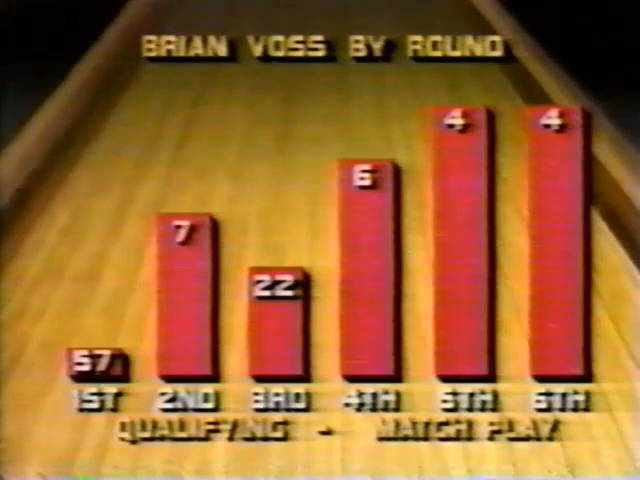 BRIAN VOSS BY ROUND
4 4
6
7
22
57
1ST 2ND 3RD 4TH 5TH 6TH
QUALIFYING - MATCH PLAY